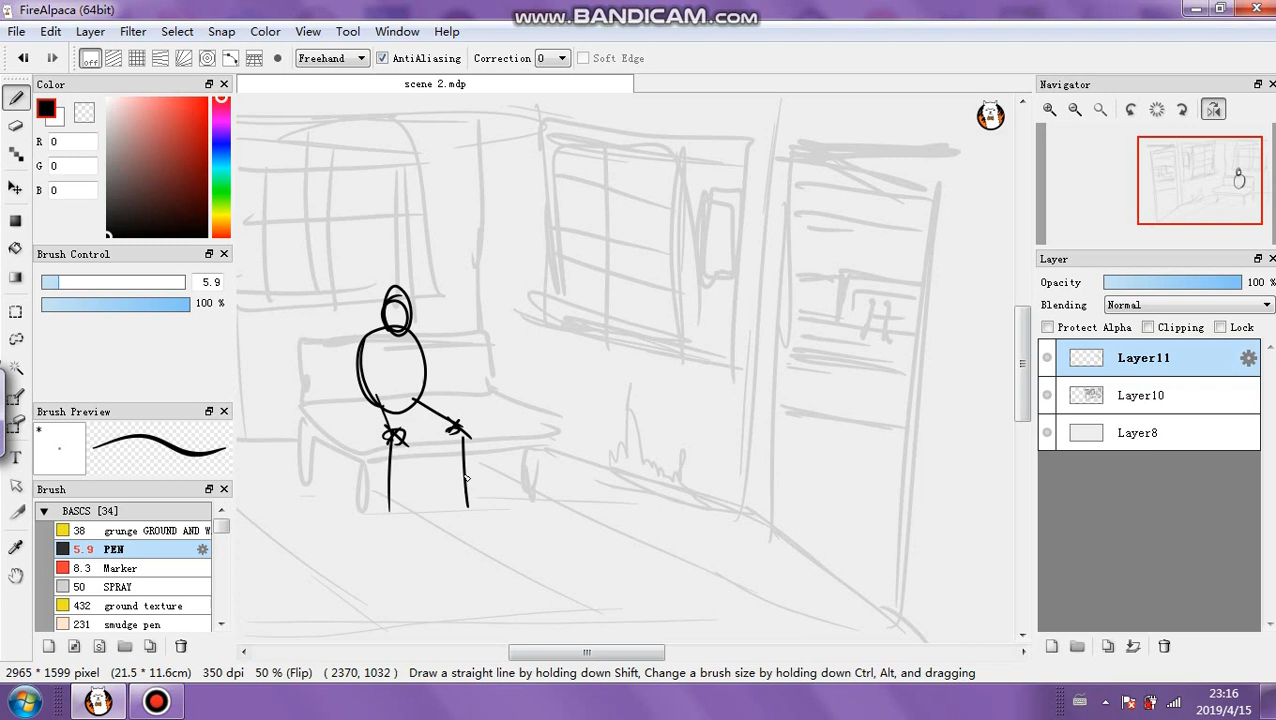 FireAlpaca (64bit)
www.BANDICAM.com
File Edit Layer Filter Select Snap Color View Tool Window Help
off Freehand AntiAliasing Correction 0 Soft Edge
Color
scene 2.mdp
Navigator
R 0
G 0
B 0
Brush Control
5.9
100 %
Layer
Opacity 100 %
Blending Normal
Protect Alpha Clipping Lock
Layer11
Layer10
Layer8
Brush Preview
*
T
Brush
BASCS [34]
38 grunge GROUND AND W
5.9 PEN
8.3 Marker
50 SPRAY
432 ground texture
231 smudge pen
2965 * 1599 pixel (21.5 * 11.6cm) 350 dpi 50 % (Flip) ( 2370, 1032 ) Draw a straight line by holding down Shift, Change a brush size by holding down Ctrl, Alt, and dragging
23:16
2019/4/15